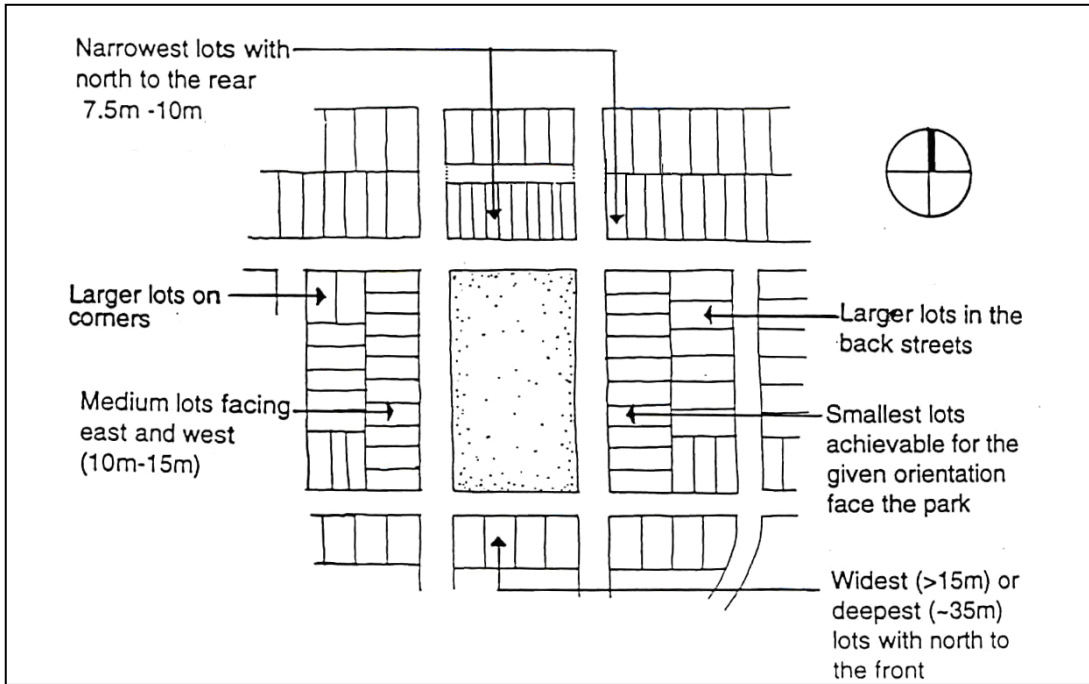 Narrowest lots with
north to the rear
7.5m -10m
Larger lots on
corners
Larger lots in the
back streets
Medium lots facing
east and west
(10m-15m)
Smallest lots
achievable for the
given orientation
face the park
Widest (>15m) or
deepest (~35m)
lots with north to
the front